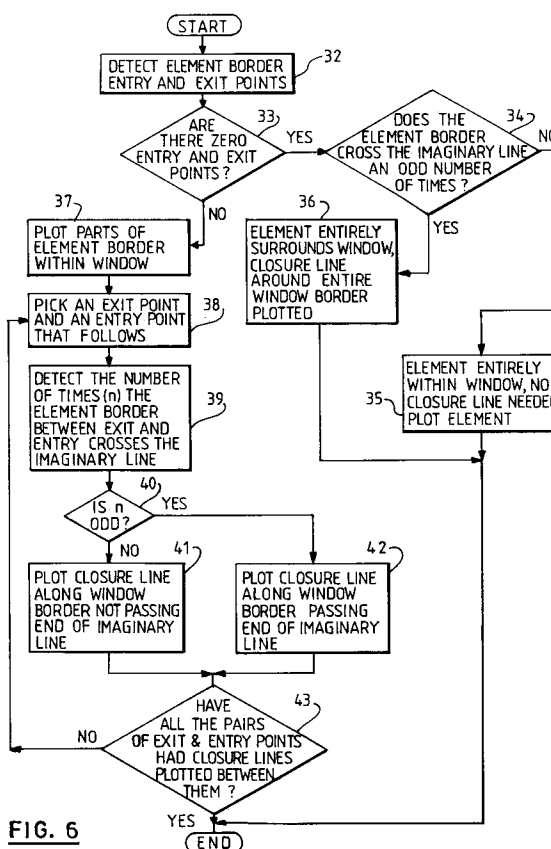 START
32
DETECT ELEMENT BORDER
ENTRY AND EXIT POINTS
33
ARE
THERE ZERO
ENTRY AND EXIT
POINTS?
YES
NO
34
DOES THE
ELEMENT BORDER
CROSS THE IMAGINARY LINE
AN ODD NUMBER
OF TIMES?
NO
YES
37
PLOT PARTS OF
ELEMENT BORDER
WITHIN WINDOW
36
ELEMENT ENTIRELY
SURROUNDS WINDOW,
CLOSURE LINE
AROUND ENTIRE
WINDOW BORDER
PLOTTED
PICK AN EXIT POINT
AND AN ENTRY POINT
THAT FOLLOWS
38
DETECT THE NUMBER
OF TIMES (n) THE
ELEMENT BORDER
BETWEEN EXIT AND
ENTRY CROSSES THE
IMAGINARY LINE
39
ELEMENT ENTIRELY
WITHIN WINDOW, NO
CLOSURE LINE NEEDED
PLOT ELEMENT
35
40
IS n
ODD?
YES
NO
41
PLOT CLOSURE LINE
ALONG WINDOW
BORDER NOT PASSING
END OF IMAGINARY
LINE
42
PLOT CLOSURE LINE
ALONG WINDOW
BORDER PASSING
END OF IMAGINARY
LINE
43
HAVE
ALL THE PAIRS
OF EXIT & ENTRY POINTS
HAD CLOSURE LINES
PLOTTED BETWEEN
THEM?
NO
YES
END
FIG. 6